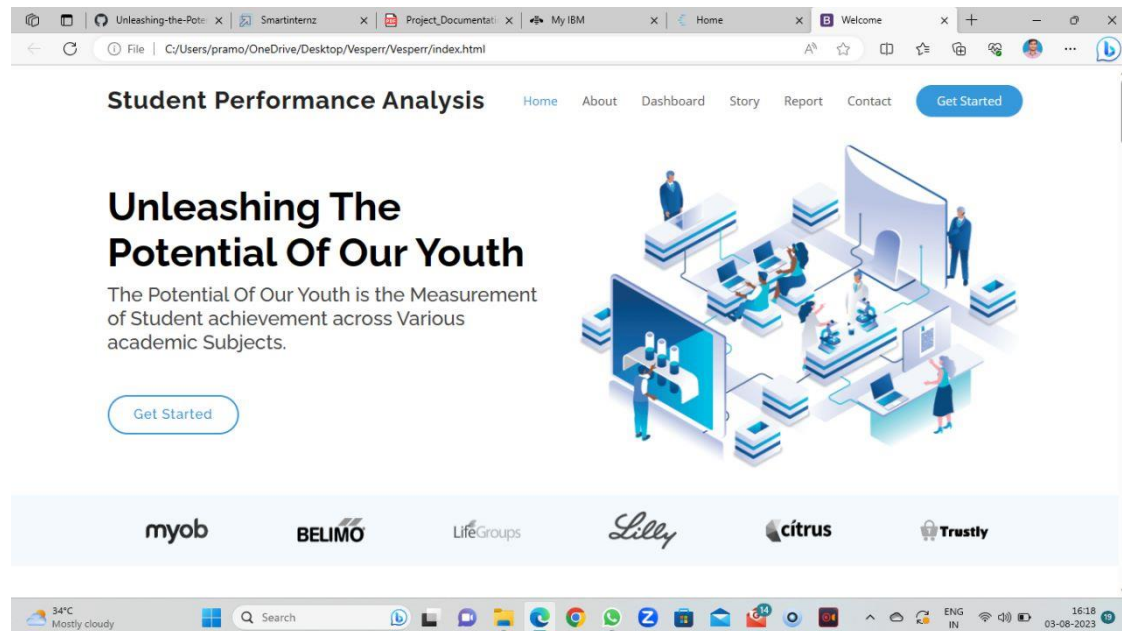 Unleashing-the-Pote
Smartinternz
Project_Documentati
My IBM
Home
Welcome
File
C:/Users/pramo/OneDrive/Desktop/Vesperr/Vesperr/index.html
Student Performance Analysis
Home About Dashboard Story Report Contact Get Started
Unleashing The
Potential Of Our Youth
The Potential Of Our Youth is the Measurement
of Student achievement across Various
academic Subjects.
Get Started
myob BELIMO LifeGroups Lilly cítrus Trustly
34°C
Mostly cloudy
Search
14
ENG
IN
16:18
03-08-2023
19